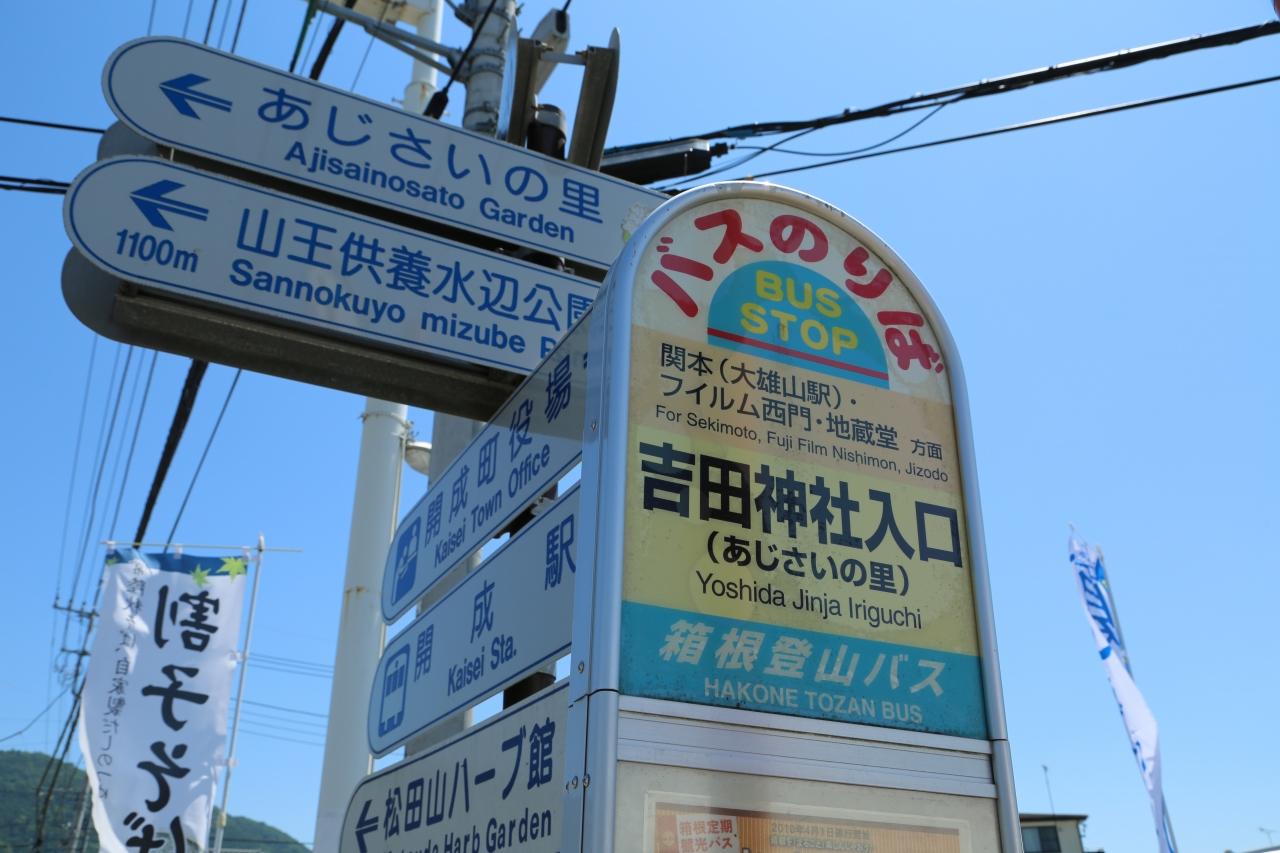 あじさいの里
Ajisainosato Garden
1100m
山王供養水辺公園
Sannokuyo mizube
開成町役場
Kaisei Town Office
開成駅
Kaisei Sta.
松田山ハーブ館
Harb Garden
バスのりば
BUS
STOP
関本(大雄山駅)・
フイルム西門・地蔵堂 方面
For Sekimoto, Fuji Film Nishimon, Jizodo
吉田神社入口
(あじさいの里)
Yoshida Jinja Iriguchi
箱根登山バス
HAKONE TOZAN BUS
箱根定期
観光バス
割子そば